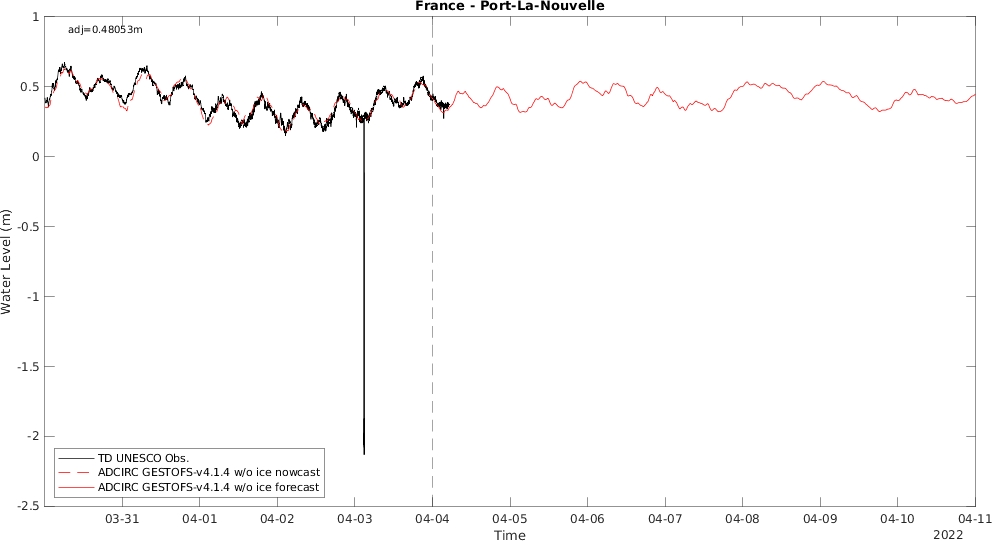 France - Port-La-Nouvelle
adj=0.48053m
1
0.5
0
-0.5
-1
-1.5
-2
-2.5
Water Level (m)
TD UNESCO Obs.
ADCIRC GESTOFS-v4.1.4 w/o ice nowcast
ADCIRC GESTOFS-v4.1.4 w/o ice forecast
03-31 04-01 04-02 04-03 04-04 04-05 04-06 04-07 04-08 04-09 04-10 04-11
Time
2022